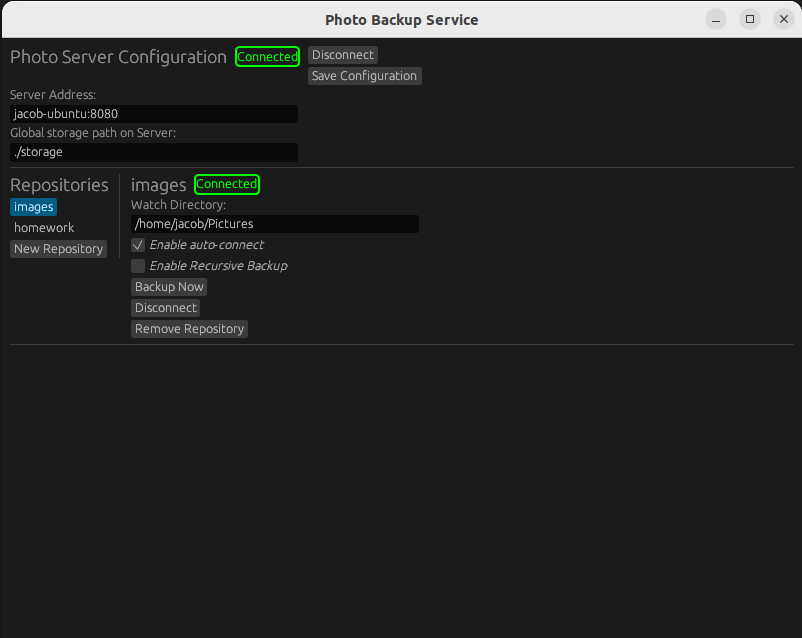 Photo Backup Service
Photo Server Configuration Connected Disconnect
Save Configuration
Server Address:
jacob-ubuntu:8080
Global storage path on Server:
./storage
Repositories
images
homework
New Repository
images Connected
Watch Directory:
/home/jacob/Pictures
Enable auto-connect
Enable Recursive Backup
Backup Now
Disconnect
Remove Repository